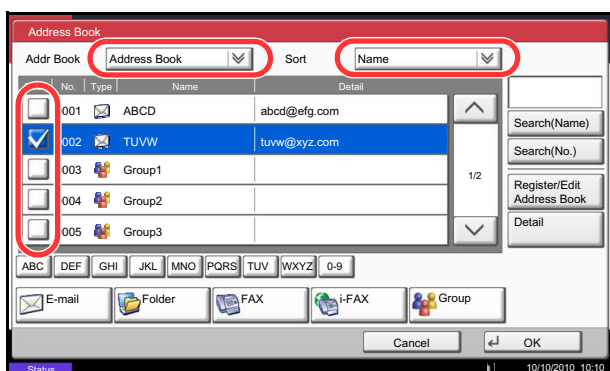 Address Book
Addr Book Address Book Sort Name
No. Type Name Detail
001 ABCD abcd@efg.com
002 TUVW tuvw@xyz.com
003 Group1
004 Group2
005 Group3
1/2
Search(Name)
Search(No.)
Register/Edit
Address Book
Detail
ABC DEF GHI JKL MNO PQRS TUV WXYZ 0-9
E-mail Folder FAX i-FAX Group
Cancel OK
Status 10/10/2010 10:10